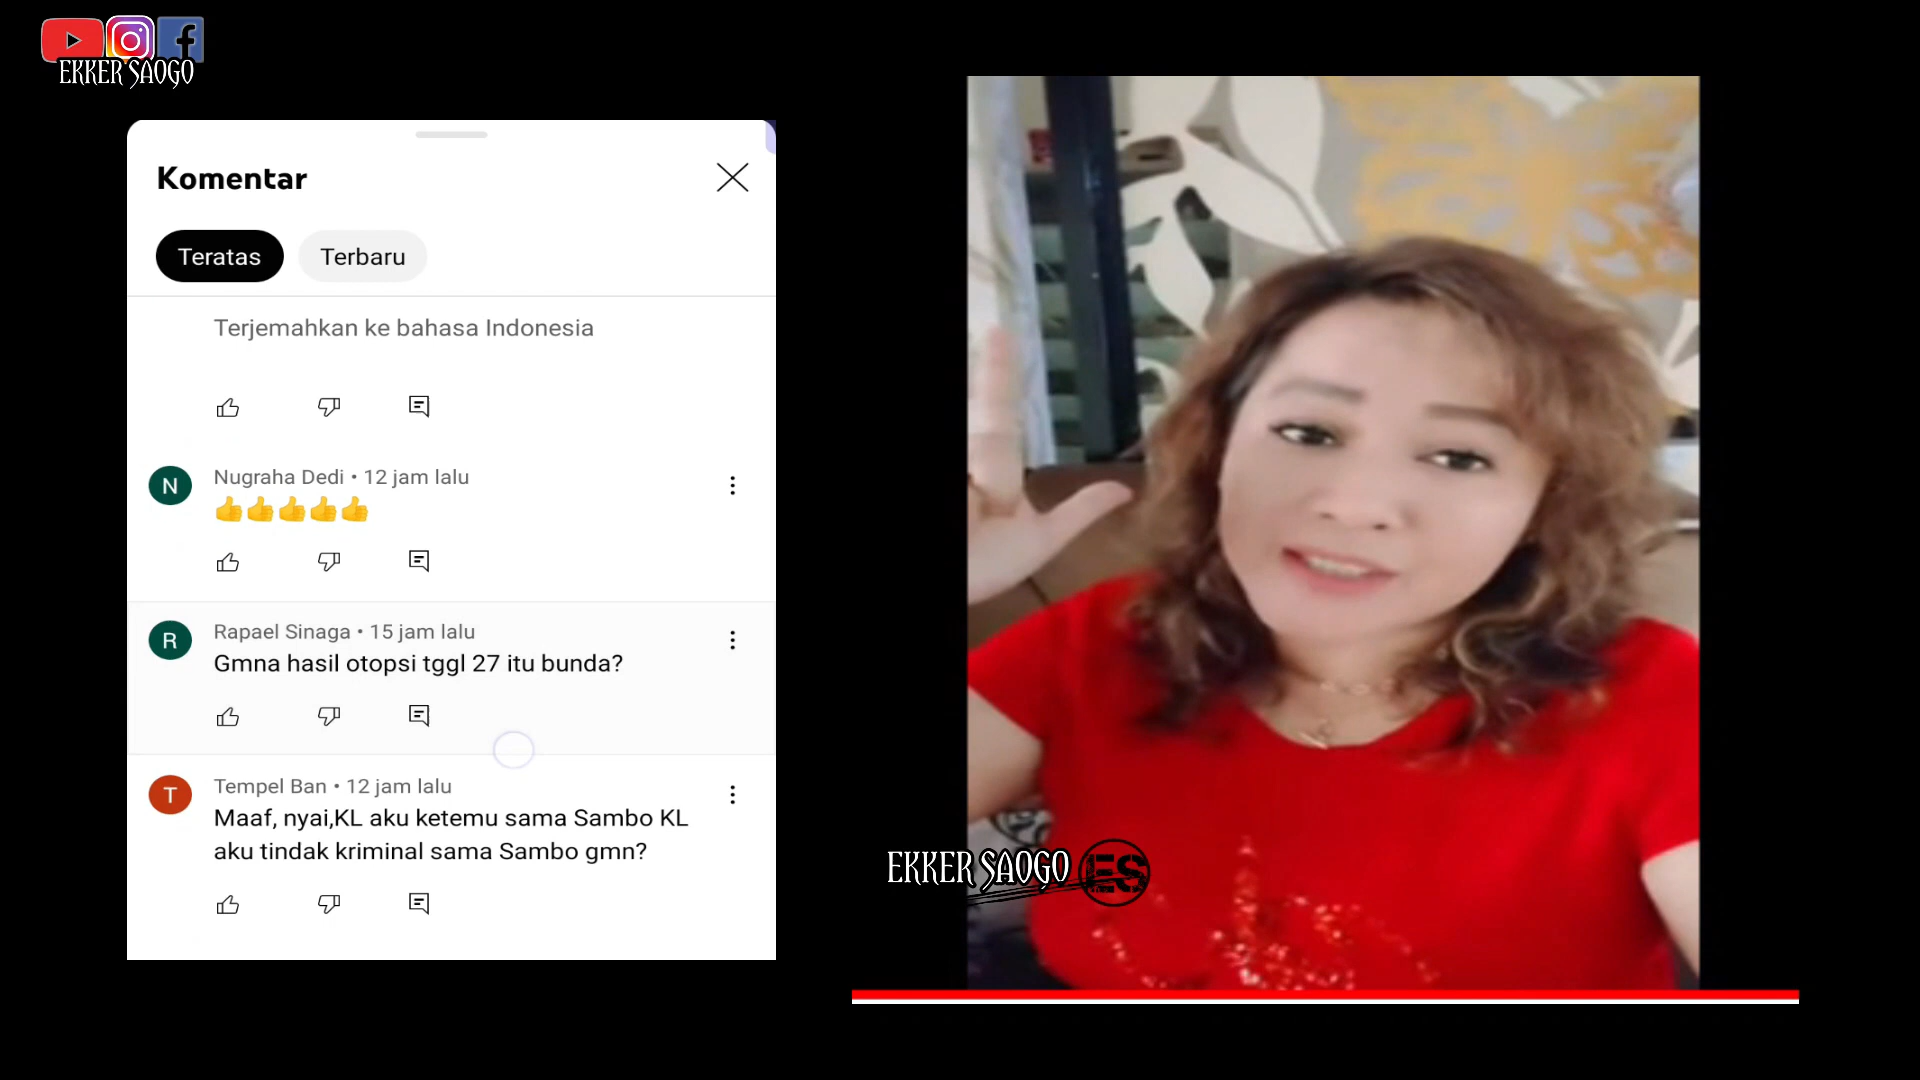 EKKER SAOGO
Komentar
Teratas
Terbaru
Terjemahkan ke bahasa Indonesia
N
Nugraha Dedi • 12 jam lalu
👍👍👍👍👍
R
Rapael Sinaga • 15 jam lalu
Gmna hasil otopsi tggl 27 itu bunda?
T
Tempel Ban • 12 jam lalu
Maaf, nyai,KL aku ketemu sama Sambo KL
aku tindak kriminal sama Sambo gmn?
EKKER SAOGO ES